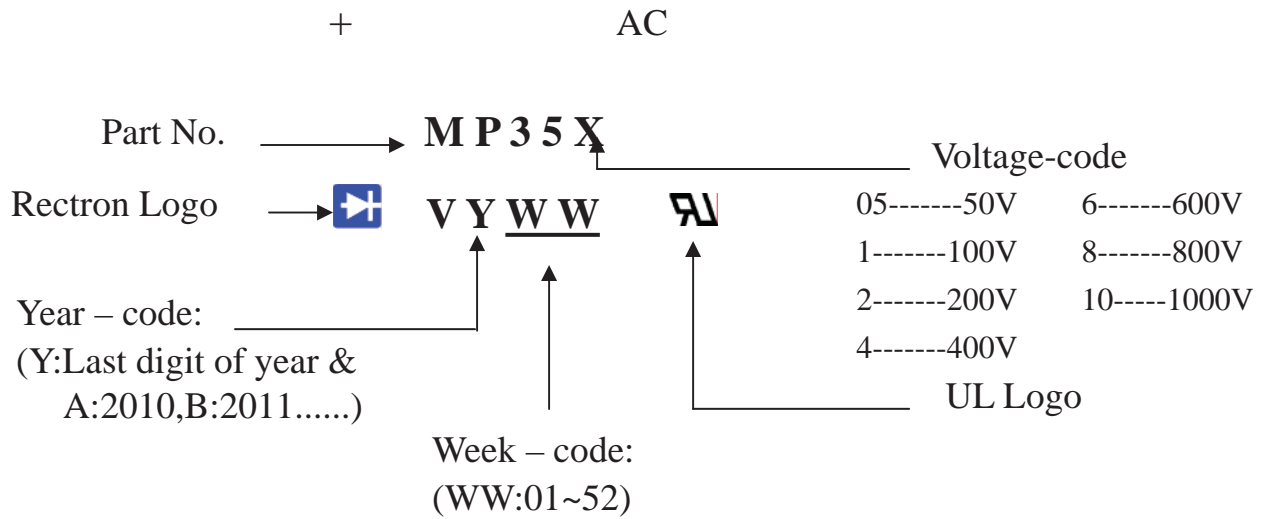 + AC
Part No. M P 3 5 X
Voltage-code
Rectron Logo V Y W W
05-------50V 6-------600V
1-------100V 8-------800V
2-------200V 10-----1000V
4-------400V
Year – code:
(Y:Last digit of year &
A:2010,B:2011......)
UL Logo
Week – code:
(WW:01~52)